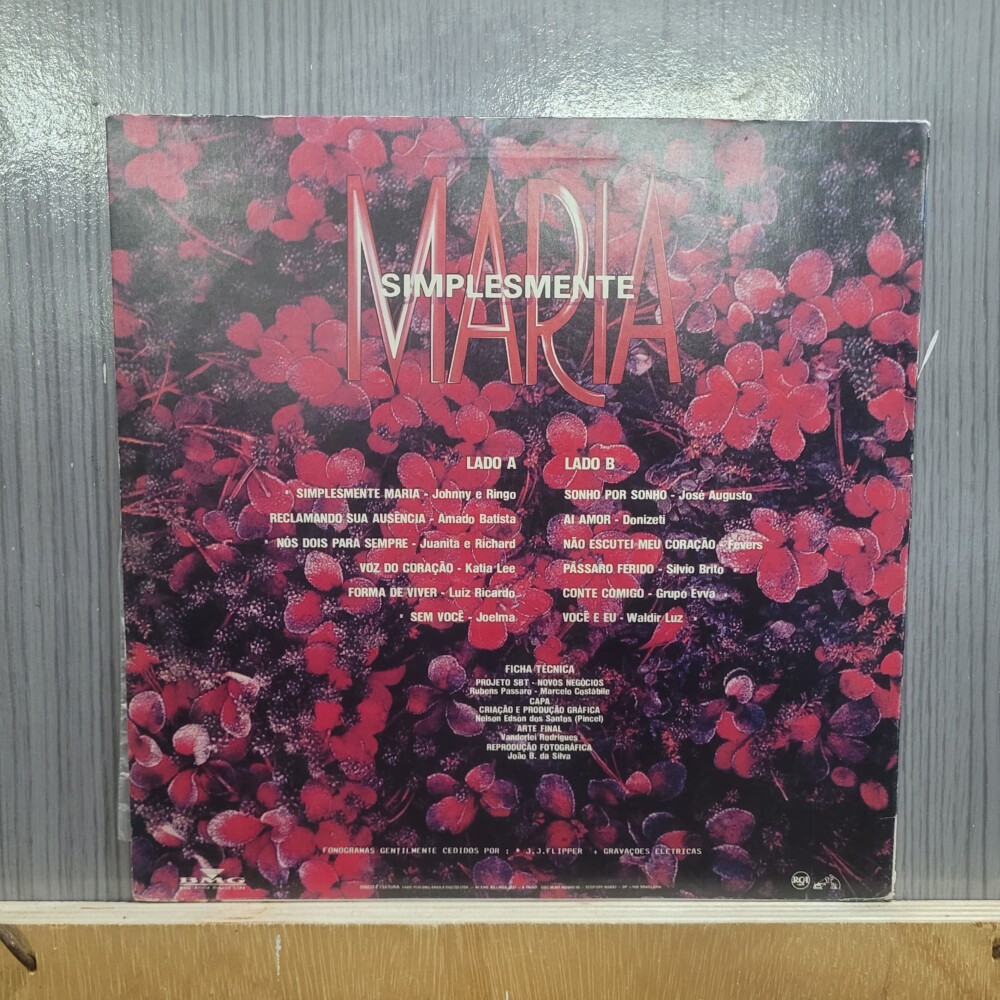 MARIA
SIMPLESMENTE
LADO A
* SIMPLESMENTE MARIA - Johnny e Ringo
RECLAMANDO SUA AUSÊNCIA - Amado Batista
* NÓS DOIS PARA SEMPRE - Juanita e Richard
VOZ DO CORAÇÃO - Katia Lee
FORMA DE VIVER - Luiz Ricardo
* SEM VOCÊ - Joelma
LADO B
SONHO POR SONHO - José Augusto
AI AMOR - Donizeti
NÃO ESCUTEI MEU CORAÇÃO - Fevers
PÁSSARO FERIDO - Silvio Brito
CONTE COMIGO - Grupo Evva
VOCÊ E EU - Waldir Luz
FICHA TÉCNICA
PROJETO SBT - NOVOS NEGÓCIOS
Rubens Passaro - Marcelo Costábile
CAPA
CRIAÇÃO E PRODUÇÃO GRÁFICA
Nelson Edson dos Santos (Pincel)
ARTE FINAL
Vanderlei Rodrigues
REPRODUÇÃO FOTOGRÁFICA
João B. da Silva
FONOGRAMAS GENTILMENTE CEDIDOS POR : * J.J.FLIPPER + GRAVAÇÕES ELÉTRICAS
BMG
DISCO É CULTURA
RCA